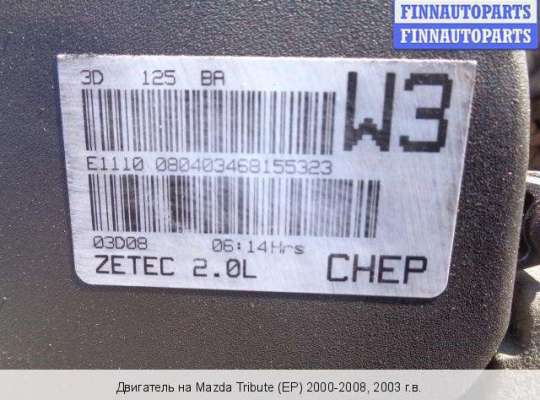 FINNAUTOPARTS
FINNAUTOPARTS
3D 125 BA
W3
E1110 080403468155323
03D08 06:14Hrs
ZETEC 2.0L CHEP
Двигатель на Mazda Tribute (EP) 2000-2008, 2003 г.в.